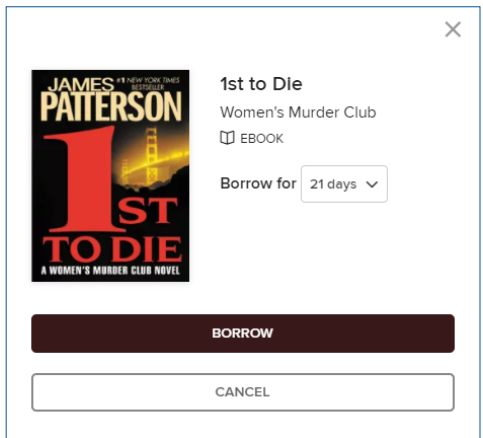 JAMES #1 NEW YORK TIMES
BESTSELLER
PATTERSON
1ST
TO DIE
A WOMEN'S MURDER CLUB NOVEL
1st to Die
Women's Murder Club
EBOOK
Borrow for 21 days
BORROW
CANCEL